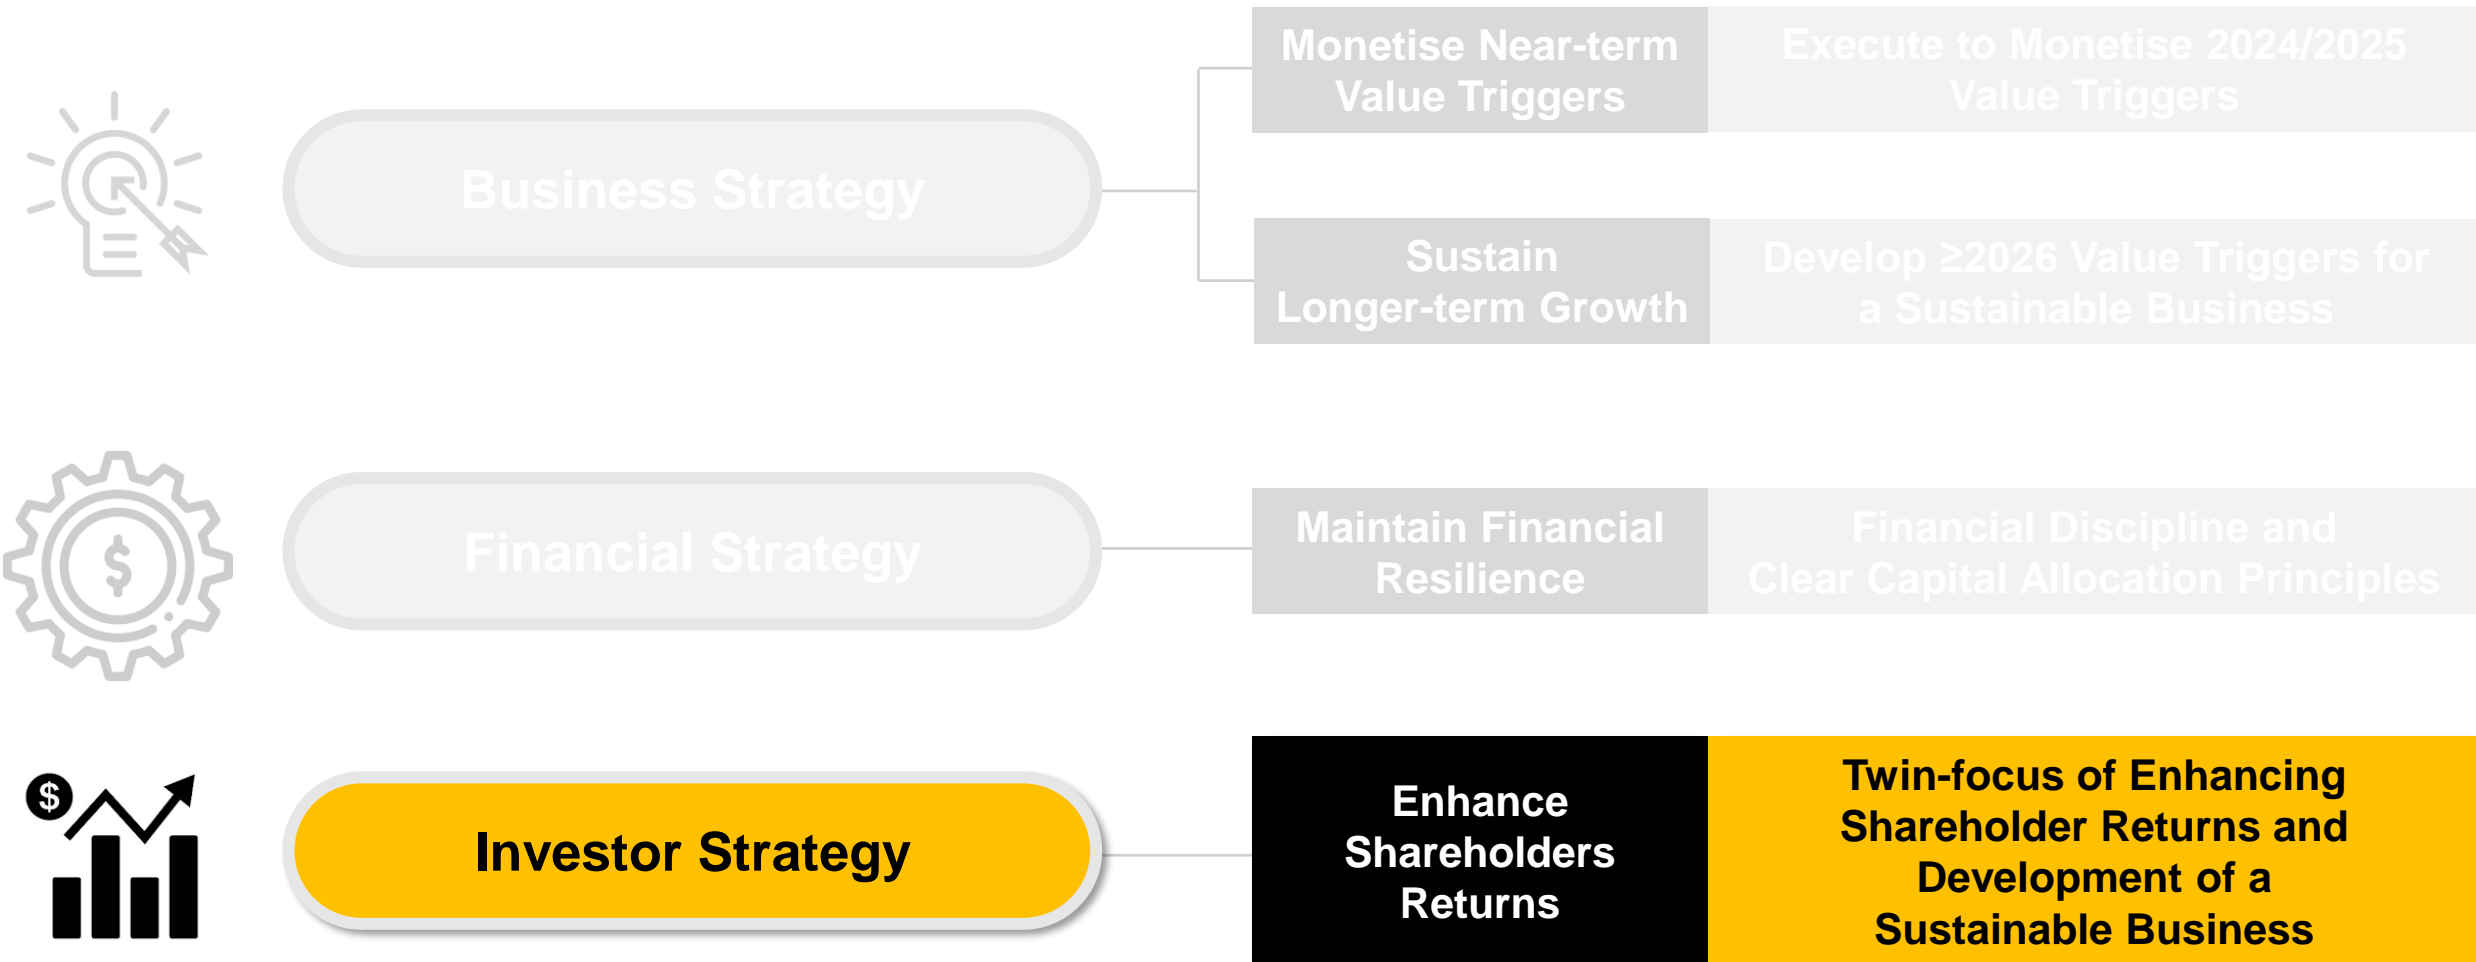 Monetise Near-term
Value Triggers
Execute to Monetise 2024/2025
Value Triggers
Business Strategy
Sustain
Longer-term Growth
Develop ≥2026 Value Triggers for
a Sustainable Business
Financial Strategy
Maintain Financial
Resilience
Financial Discipline and
Clear Capital Allocation Principles
Investor Strategy
Enhance
Shareholders
Returns
Twin-focus of Enhancing
Shareholder Returns and
Development of a
Sustainable Business
$
$